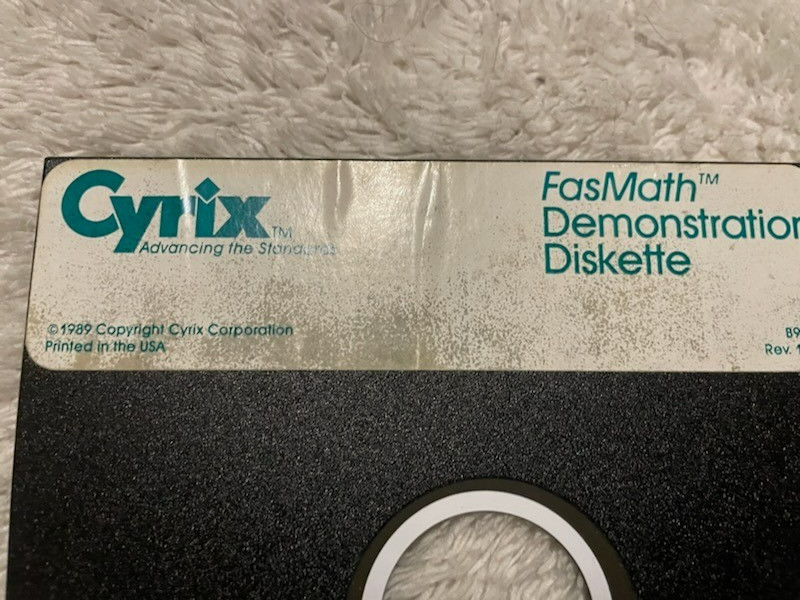 Cyrix™
Advancing the Standards
FasMath™
Demonstration
Diskette
©1989 Copyright Cyrix Corporation
Printed in the USA
B9
Rev. 1